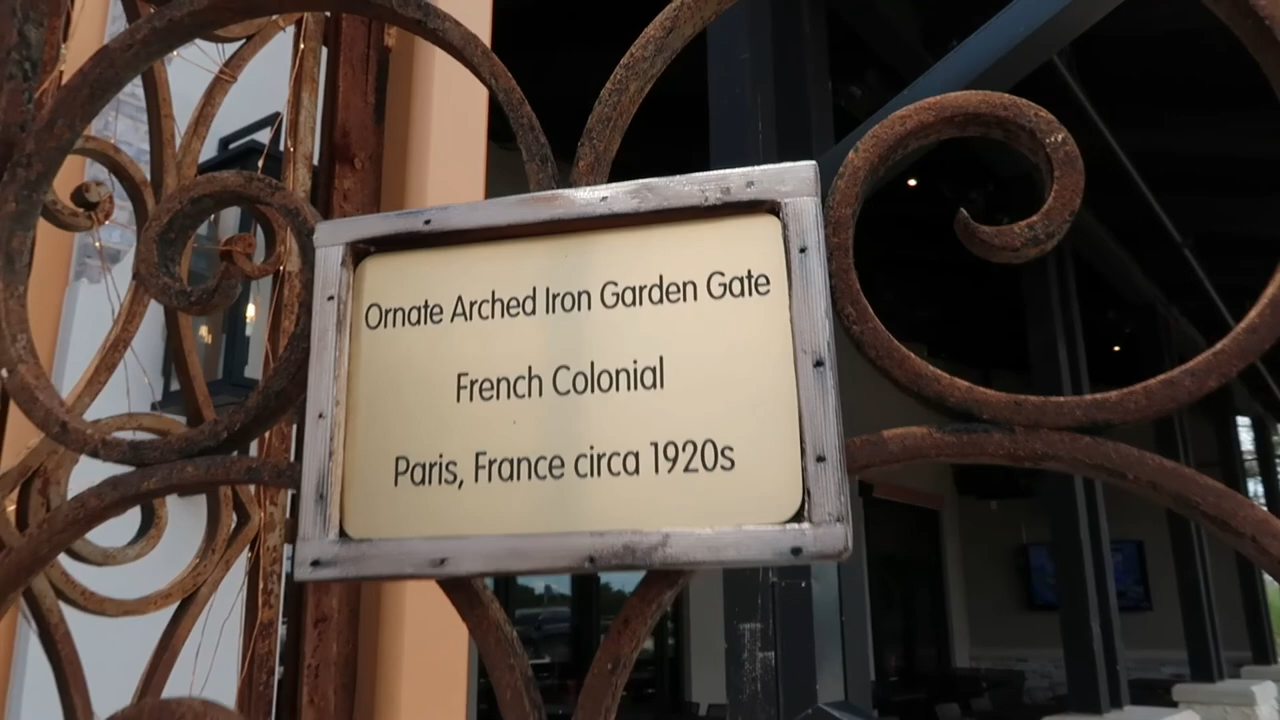 Ornate Arched Iron Garden Gate
French Colonial
Paris, France circa 1920s